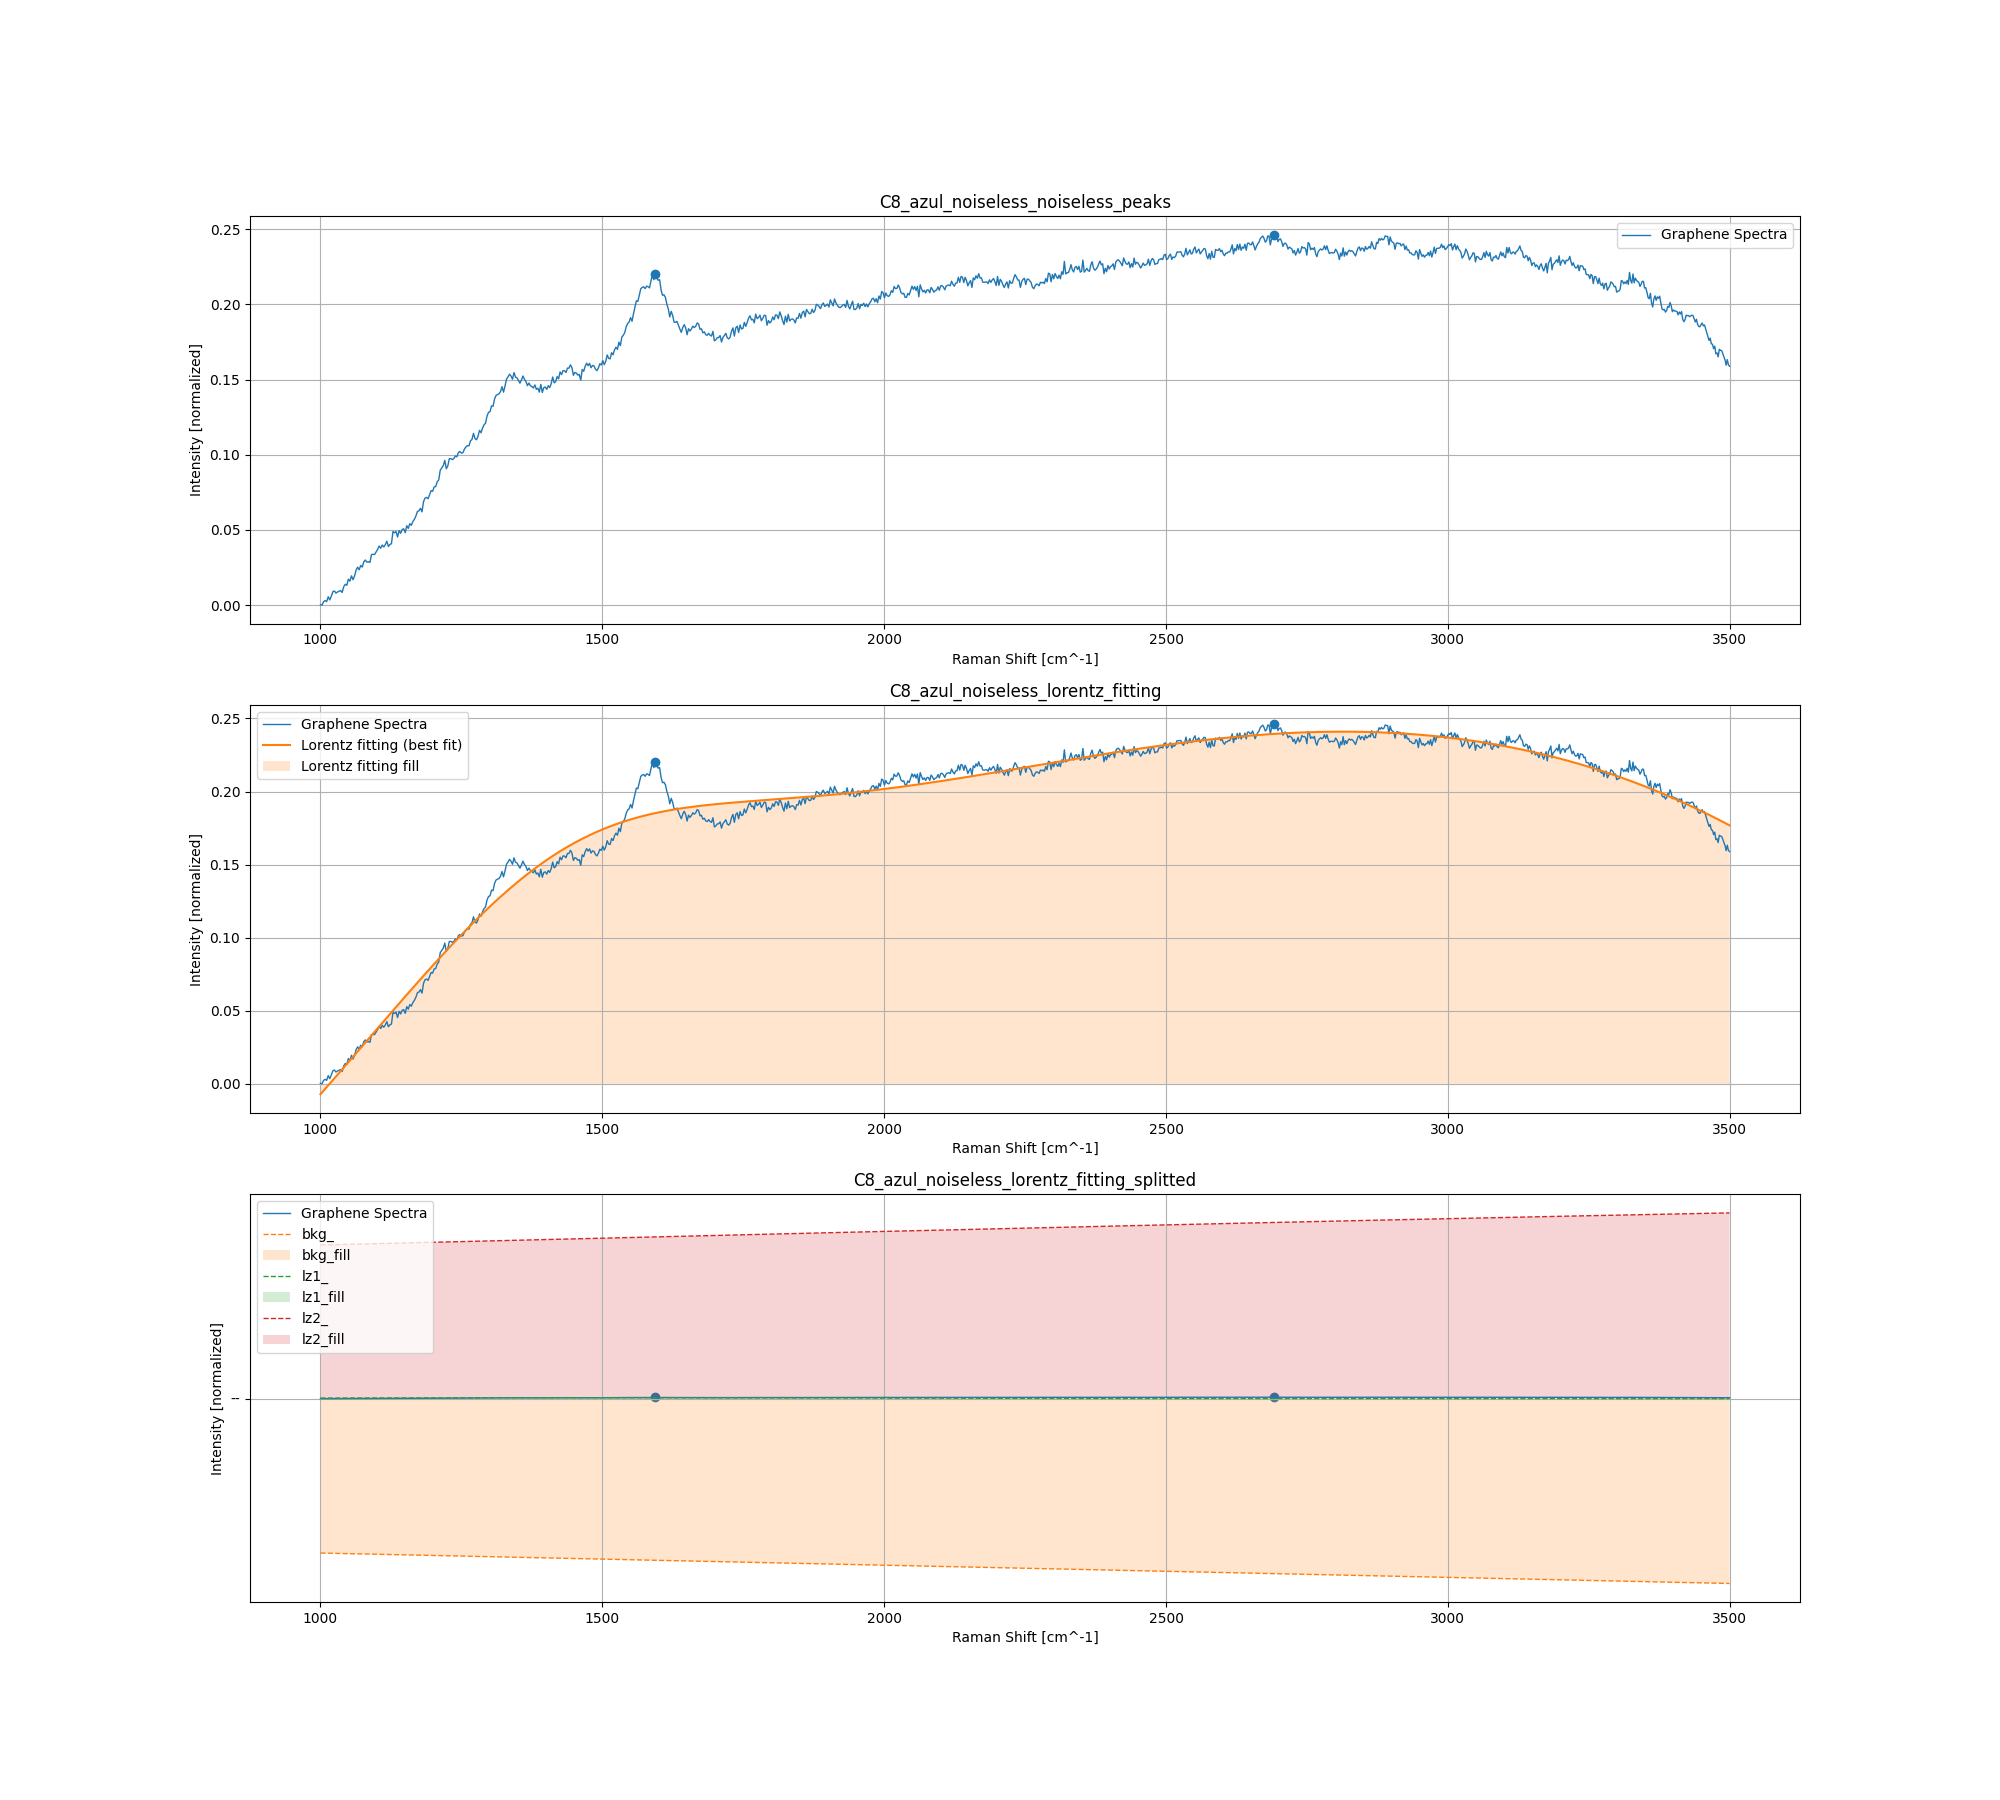 C8_azul_noiseless_noiseless_peaks
Graphene Spectra
Intensity [normalized]
0.25
0.20
0.15
0.10
0.05
0.00
1000 1500 2000 2500 3000 3500
Raman Shift [cm^-1]
C8_azul_noiseless_lorentz_fitting
Graphene Spectra
Lorentz fitting (best fit)
Lorentz fitting fill
Intensity [normalized]
0.25
0.20
0.15
0.10
0.05
0.00
1000 1500 2000 2500 3000 3500
Raman Shift [cm^-1]
C8_azul_noiseless_lorentz_fitting_splitted
Graphene Spectra
bkg_
bkg_fill
lz1_
lz1_fill
lz2_
lz2_fill
Intensity [normalized]
--
1000 1500 2000 2500 3000 3500
Raman Shift [cm^-1]